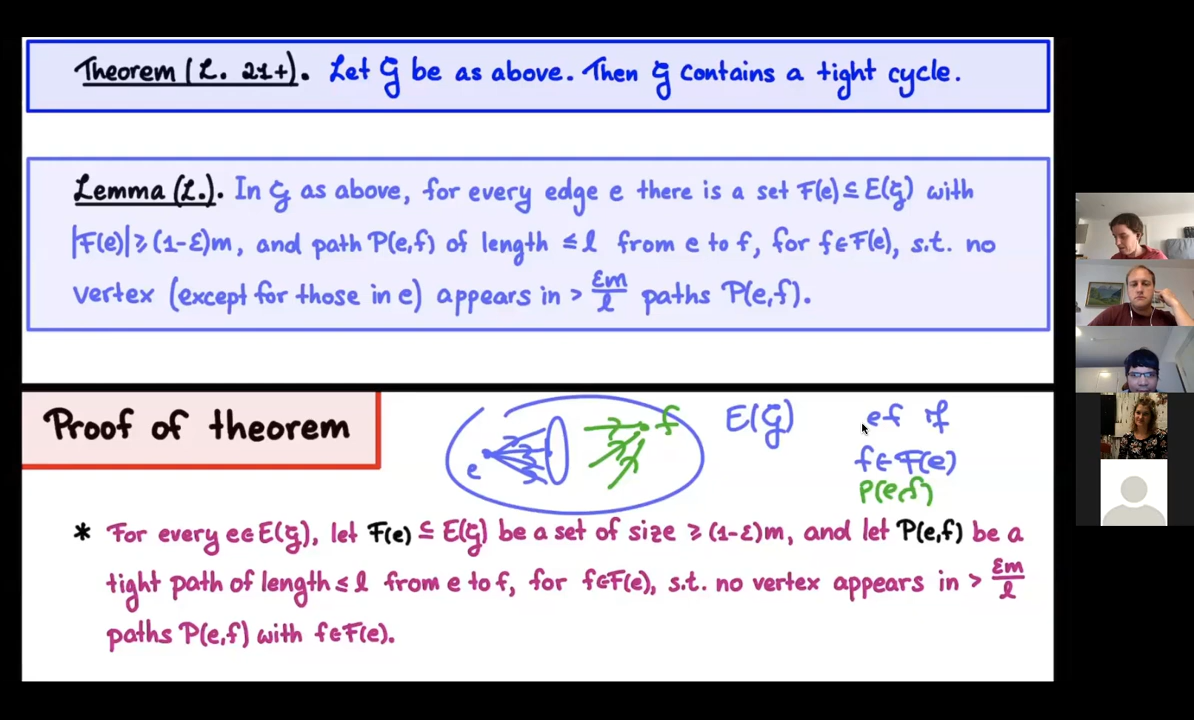 Theorem (L. 21+). Let G be as above. Then G contains a tight cycle.
Lemma (L.). In G as above, for every edge e there is a set F(e) ⊆ E(G) with
|F(e)| ≥ (1-ε)m, and path P(e,f) of length ≤ l from e to f, for f∈F(e), s.t. no
vertex (except for those in e) appears in > εm/l paths P(e,f).
Proof of theorem
e
f
E(G)
ef if
f∈F(e)
P(e,f)
* For every e∈E(G), let F(e) ⊆ E(G) be a set of size ≥ (1-ε)m, and let P(e,f) be a
tight path of length ≤ l from e to f, for f∈F(e), s.t. no vertex appears in > εm/l
paths P(e,f) with f∈F(e).